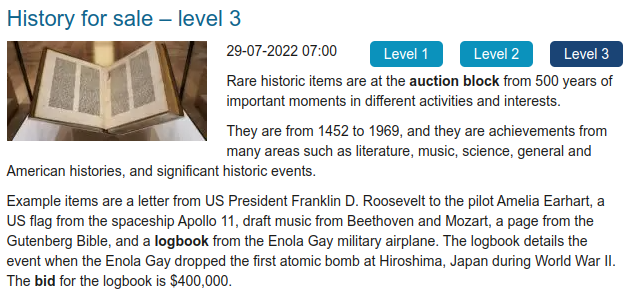 History for sale – level 3
29-07-2022 07:00
Level 1
Level 2
Level 3
Rare historic items are at the auction block from 500 years of
important moments in different activities and interests.
They are from 1452 to 1969, and they are achievements from
many areas such as literature, music, science, general and
American histories, and significant historic events.
Example items are a letter from US President Franklin D. Roosevelt to the pilot Amelia Earhart, a
US flag from the spaceship Apollo 11, draft music from Beethoven and Mozart, a page from the
Gutenberg Bible, and a logbook from the Enola Gay military airplane. The logbook details the
event when the Enola Gay dropped the first atomic bomb at Hiroshima, Japan during World War II.
The bid for the logbook is $400,000.